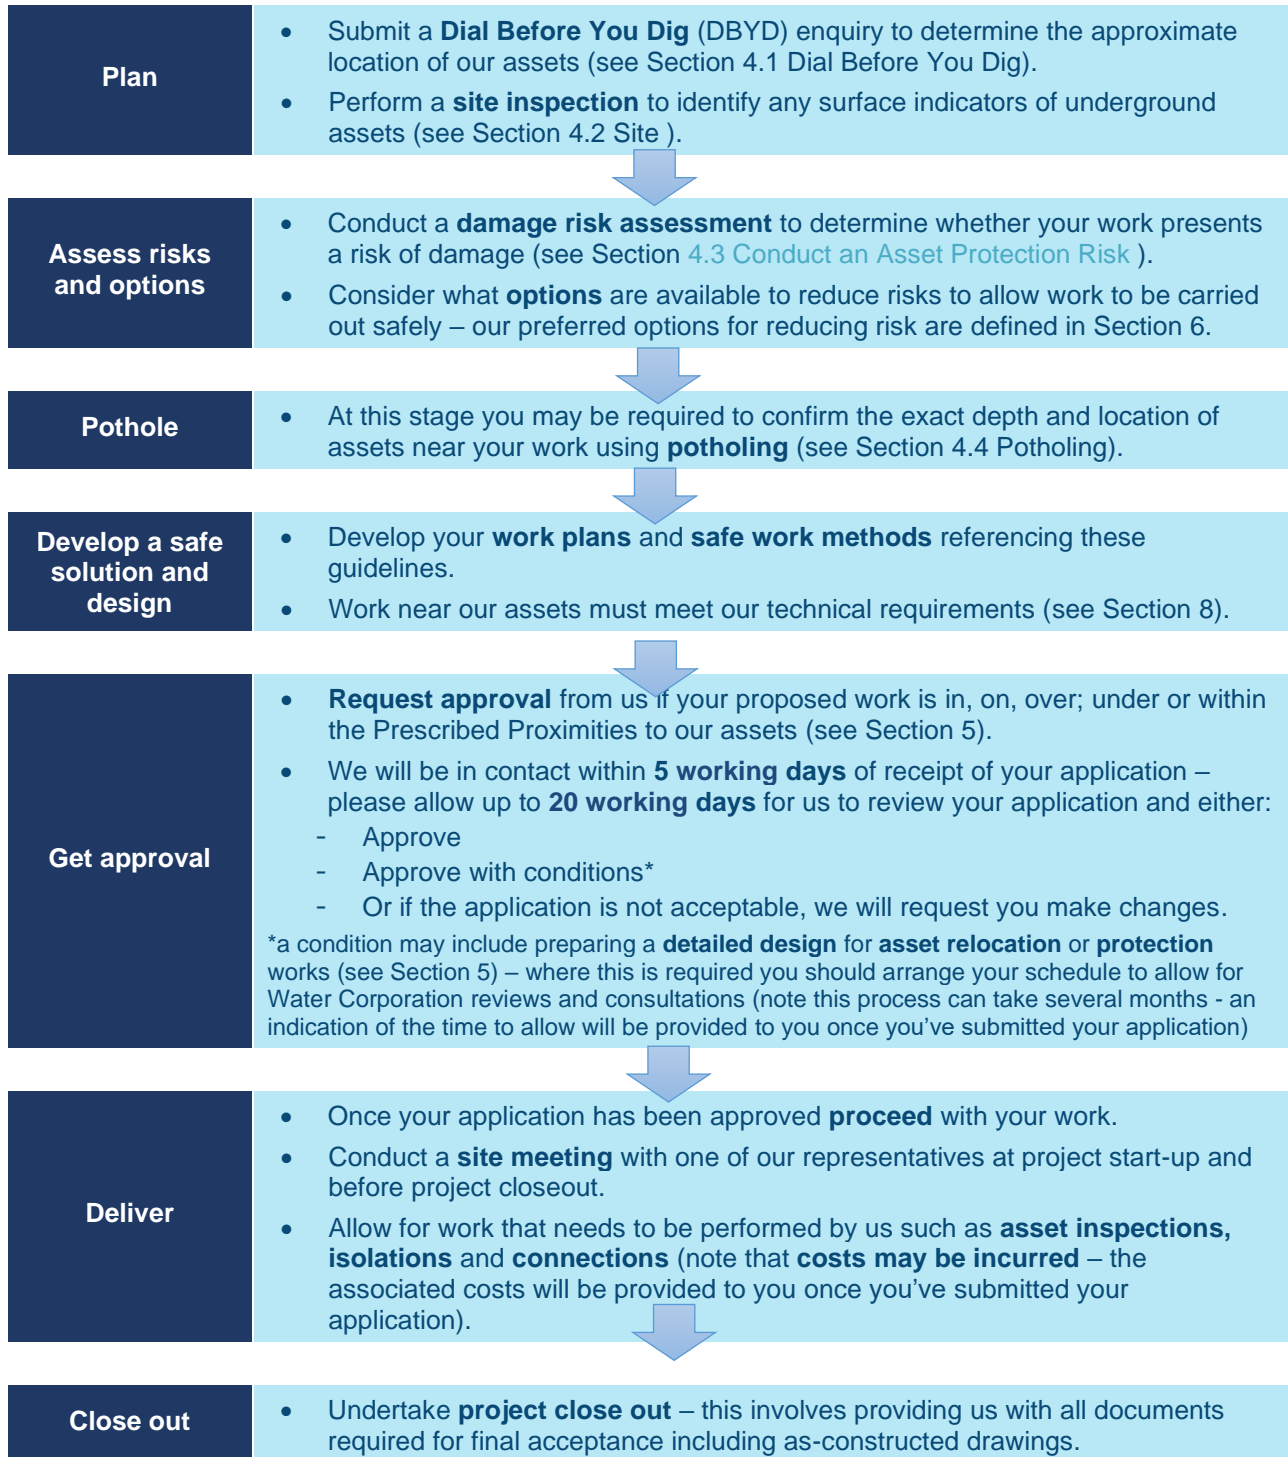 Plan
• Submit a Dial Before You Dig (DBYD) enquiry to determine the approximate
location of our assets (see Section 4.1 Dial Before You Dig).
• Perform a site inspection to identify any surface indicators of underground
assets (see Section 4.2 Site ).
Assess risks
and options
• Conduct a damage risk assessment to determine whether your work presents
a risk of damage (see Section 4.3 Conduct an Asset Protection Risk ).
• Consider what options are available to reduce risks to allow work to be carried
out safely – our preferred options for reducing risk are defined in Section 6.
Pothole
• At this stage you may be required to confirm the exact depth and location of
assets near your work using potholing (see Section 4.4 Potholing).
Develop a safe
solution and
design
• Develop your work plans and safe work methods referencing these
guidelines.
• Work near our assets must meet our technical requirements (see Section 8).
Get approval
• Request approval from us if your proposed work is in, on, over; under or within
the Prescribed Proximities to our assets (see Section 5).
• We will be in contact within 5 working days of receipt of your application –
please allow up to 20 working days for us to review your application and either:
- Approve
- Approve with conditions*
- Or if the application is not acceptable, we will request you make changes.
*a condition may include preparing a detailed design for asset relocation or protection
works (see Section 5) – where this is required you should arrange your schedule to allow for
Water Corporation reviews and consultations (note this process can take several months - an
indication of the time to allow will be provided to you once you've submitted your application)
Deliver
• Once your application has been approved proceed with your work.
• Conduct a site meeting with one of our representatives at project start-up and
before project closeout.
• Allow for work that needs to be performed by us such as asset inspections,
isolations and connections (note that costs may be incurred – the
associated costs will be provided to you once you've submitted your
application).
Close out
• Undertake project close out – this involves providing us with all documents
required for final acceptance including as-constructed drawings.